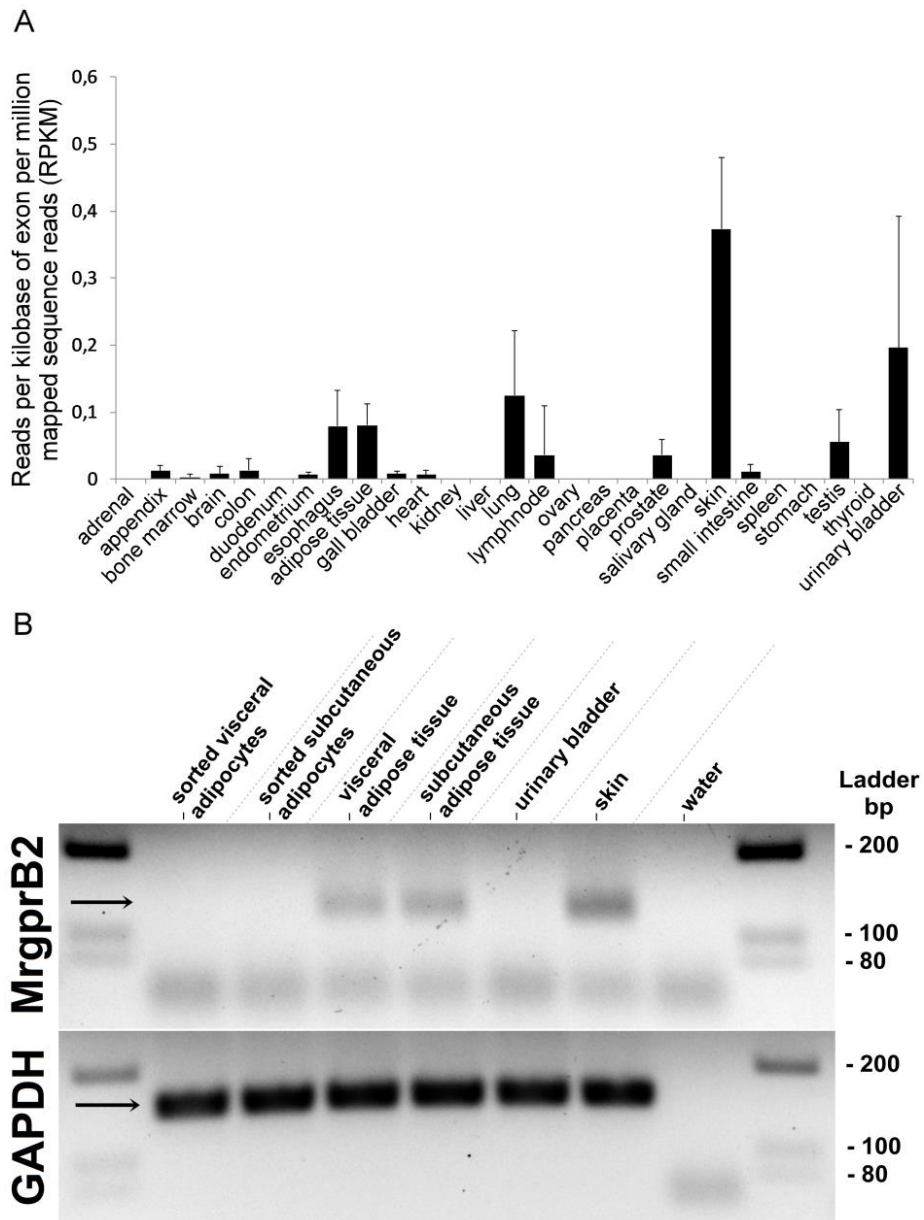 A
Reads per kilobase of exon per million
mapped sequence reads (RPKM)
0,6
0,5
0,4
0,3
0,2
0,1
0
adrenal
appendix
bone marrow
brain
colon
duodenum
endometrium
esophagus
adipose tissue
gall bladder
heart
kidney
liver
lung
lymphnode
ovary
pancreas
placenta
prostate
salivary gland
skin
small intestine
spleen
stomach
testis
thyroid
urinary bladder
B
sorted visceral
adipocytes
sorted subcutaneous
adipocytes
visceral
adipose tissue
subcutaneous
adipose tissue
urinary bladder
skin
water
Ladder
bp
MrgprB2
- 200
- 100
- 80
GAPDH
- 200
- 100
- 80